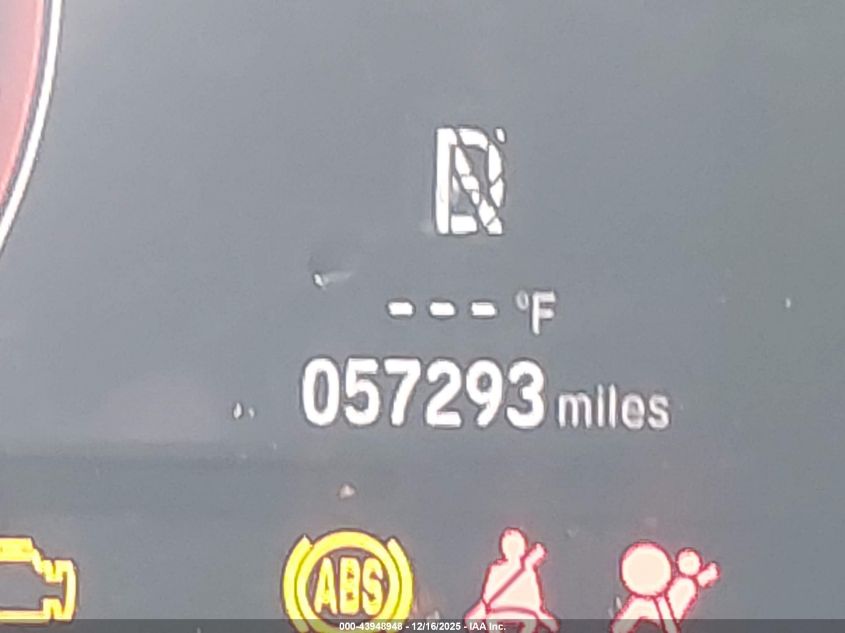 --- °F
057293 miles
ABS
000-43948948 - 12/16/2025 - IAA Inc.